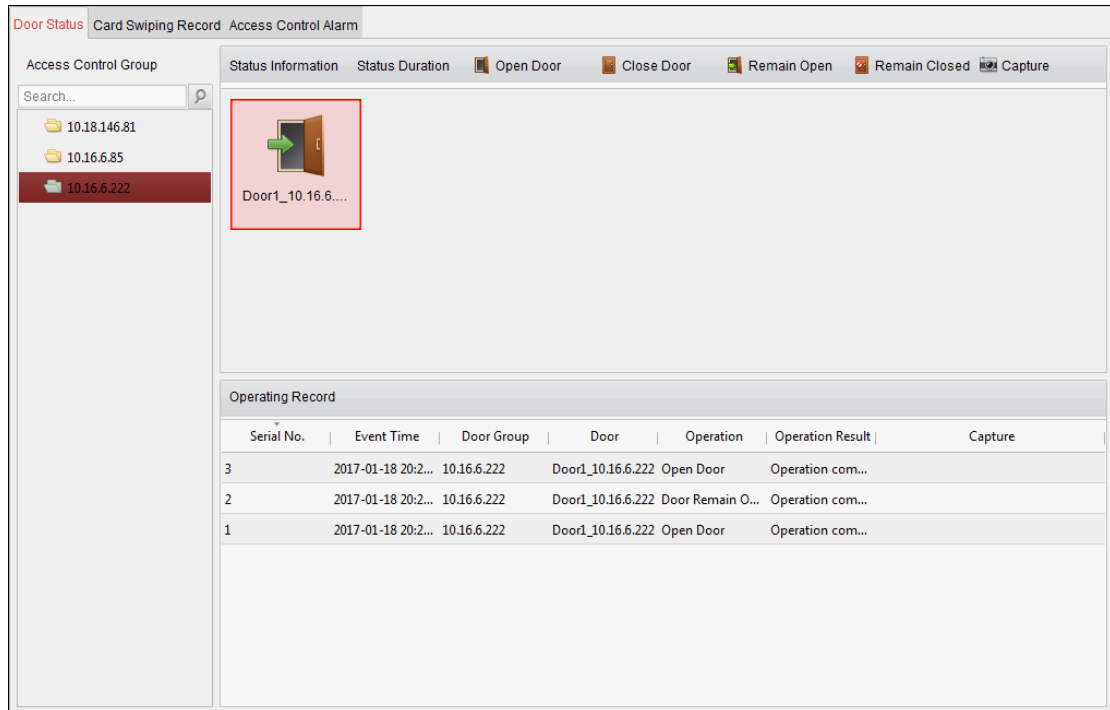 Door Status Card Swiping Record Access Control Alarm
Access Control Group
Search...
10.18.146.81
10.16.6.85
10.16.6.222
Status Information Status Duration Open Door Close Door Remain Open Remain Closed Capture
Door1_10.16.6....
Operating Record
Serial No. Event Time Door Group Door Operation Operation Result Capture
3 2017-01-18 20:2... 10.16.6.222 Door1_10.16.6.222 Open Door Operation com...
2 2017-01-18 20:2... 10.16.6.222 Door1_10.16.6.222 Door Remain O... Operation com...
1 2017-01-18 20:2... 10.16.6.222 Door1_10.16.6.222 Open Door Operation com...